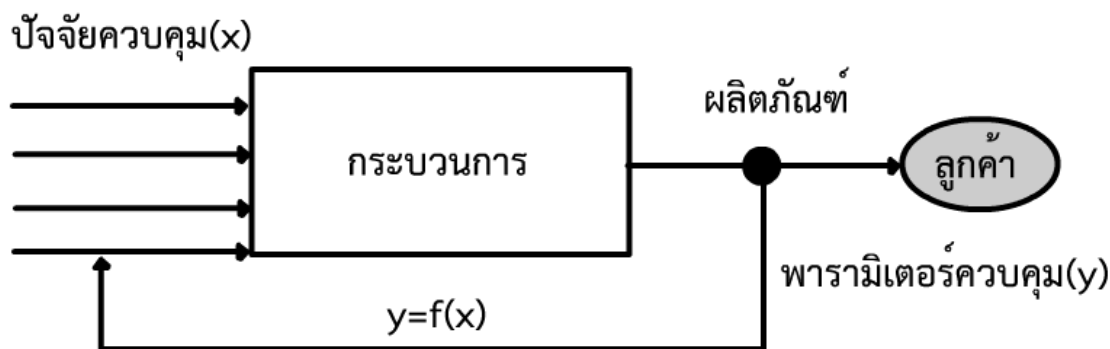 ปัจจัยควบคุม(x)
กระบวนการ
ผลิตภัณฑ์
ลูกค้า
พารามิเตอร์ควบคุม(y)
y=f(x)